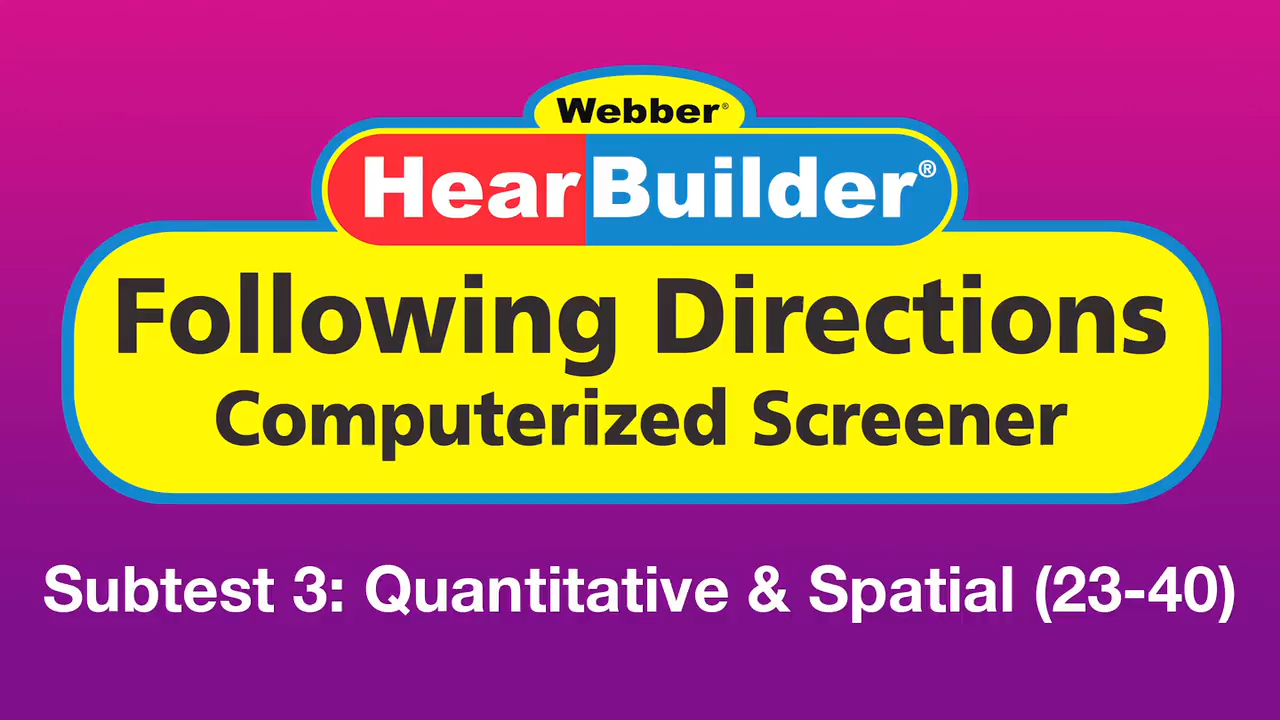 Webber®
HearBuilder®
Following Directions
Computerized Screener
Subtest 3: Quantitative & Spatial (23-40)